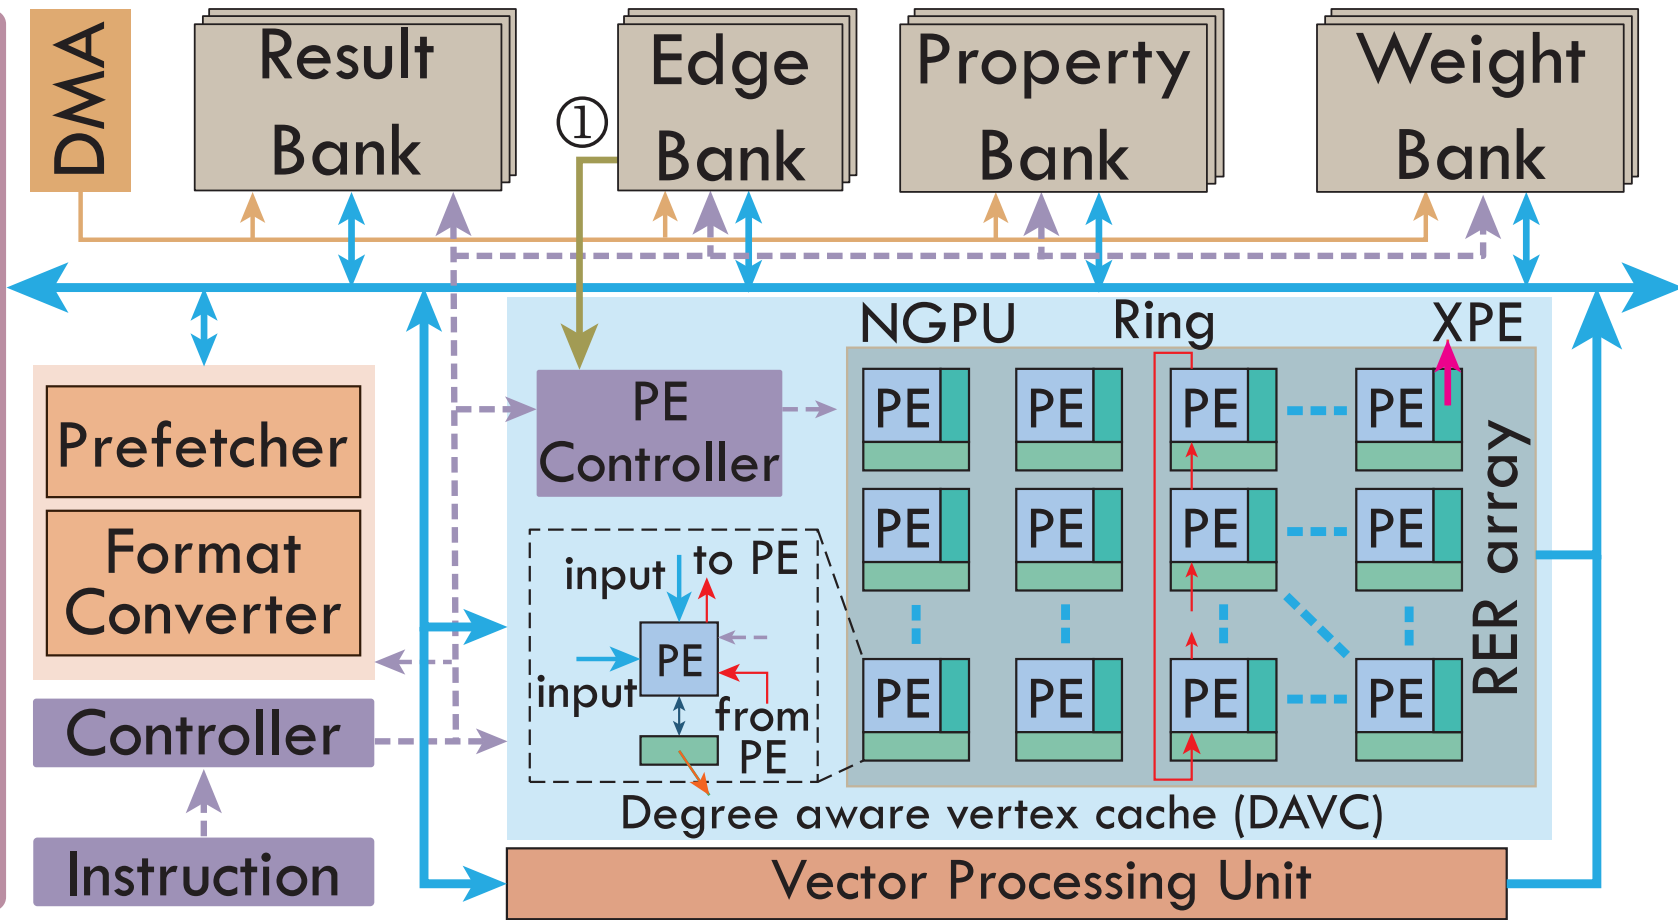 DMA
Result
Bank
Edge
Bank
Property
Bank
Weight
Bank
①
NGPU
Ring
XPE
Prefetcher
Format
Converter
Controller
Instruction
PE
Controller
PE PE PE PE
PE PE PE PE
PE PE PE PE
RER array
input
to PE
PE
input
from
PE
Degree aware vertex cache (DAVC)
Vector Processing Unit